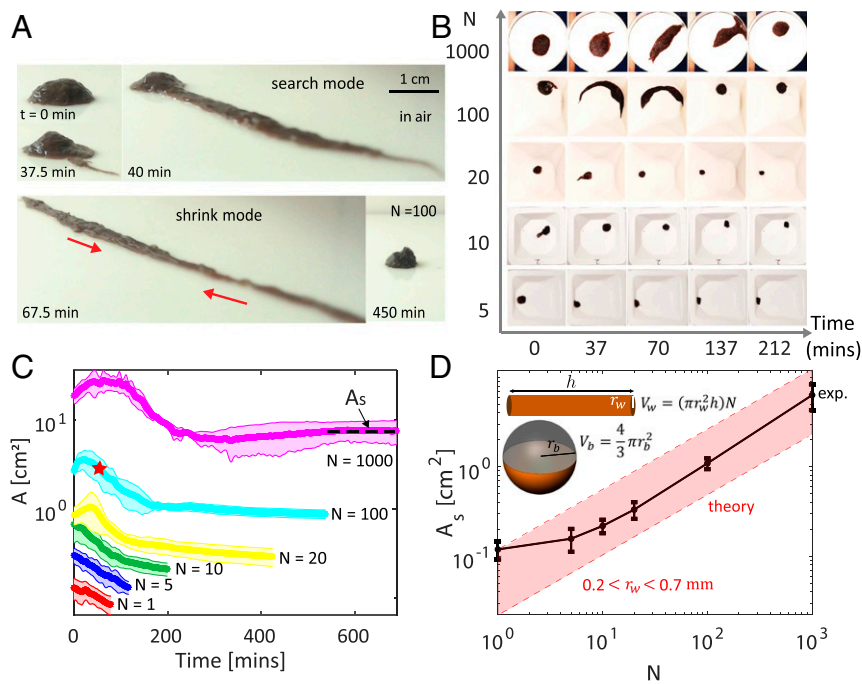 A
search mode
1 cm
in air
t = 0 min
37.5 min
40 min
shrink mode
N =100
67.5 min
450 min
B
N
1000
100
20
10
5
0
37
70
137
212
Time
(mins)
C
A [cm²]
10¹
10⁰
As
N = 1000
N = 100
N = 20
N = 10
N = 5
N = 1
0
200
400
600
Time [mins]
D
h
r_w
V_w = (πr_w²h)N
r_b
V_b = 4/3 πr_b²
exp.
theory
0.2 < r_w < 0.7 mm
A_s [cm²]
10⁰
10⁻¹
10⁰
10¹
10²
10³
N